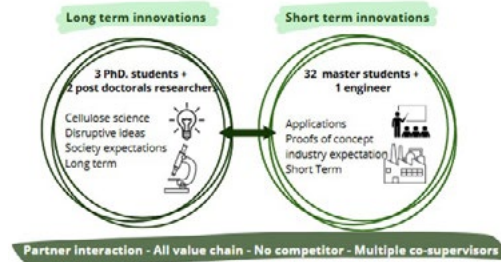 Long term innovations
3 PhD. students +
2 post doctorals researchers
Cellulose science
Disruptive ideas
Society expectations
Long term
Short term innovations
32 master students +
1 engineer
Applications
Proofs of concept
industry expectation
Short Term
Partner interaction - All value chain - No competitor - Multiple co-supervisors